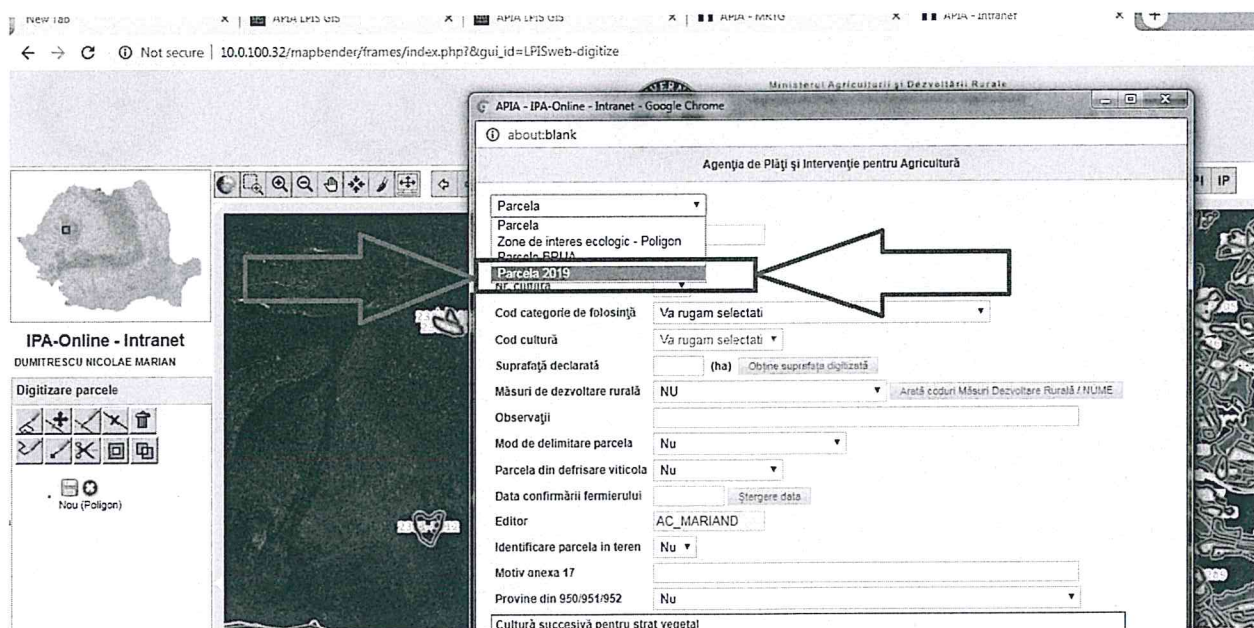 New Tab × APIA LPIS GIS × APIA LPIS GIS × APIA - MKTG × APIA - Intranet × +
Not secure | 10.0.100.32/mapbender/frames/index.php?&gui_id=LPISweb-digitize
Ministerul Agriculturii și Dezvoltării Rurale
APIA - IPA-Online - Intranet - Google Chrome
about:blank
Agenția de Plăți și Intervenție pentru Agricultură
IP
Parcela
Parcela
Zone de interes ecologic - Poligon
Parcela 2019
Nr. cultura
Cod categorie de folosință Va rugam selectati
Cod cultură Va rugam selectati
Suprafață declarată (ha) Obține suprafața digitizată
Măsuri de dezvoltare rurală NU Arată coduri Măsuri Dezvoltare Rurală / NUME
Observații
Mod de delimitare parcela Nu
Parcela din defrisare viticola Nu
Data confirmării fermierului Ștergere data
Editor AC_MARIAND
Identificare parcela in teren Nu
Motiv anexa 17
Provine din 950/951/952 Nu
Cultură succesivă pentru strat vegetal
IPA-Online - Intranet
DUMITRESCU NICOLAE MARIAN
Digitizare parcele
Nou (Poligon)